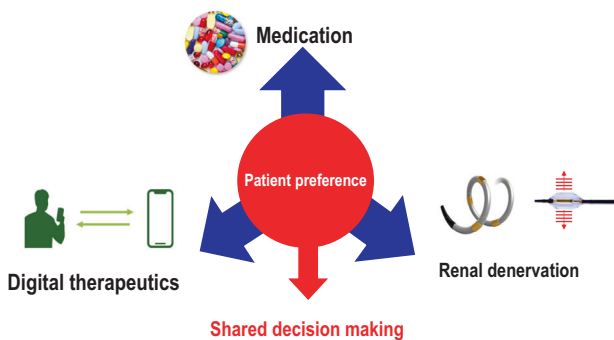 Medication
Patient preference
Digital therapeutics
Renal denervation
Shared decision making